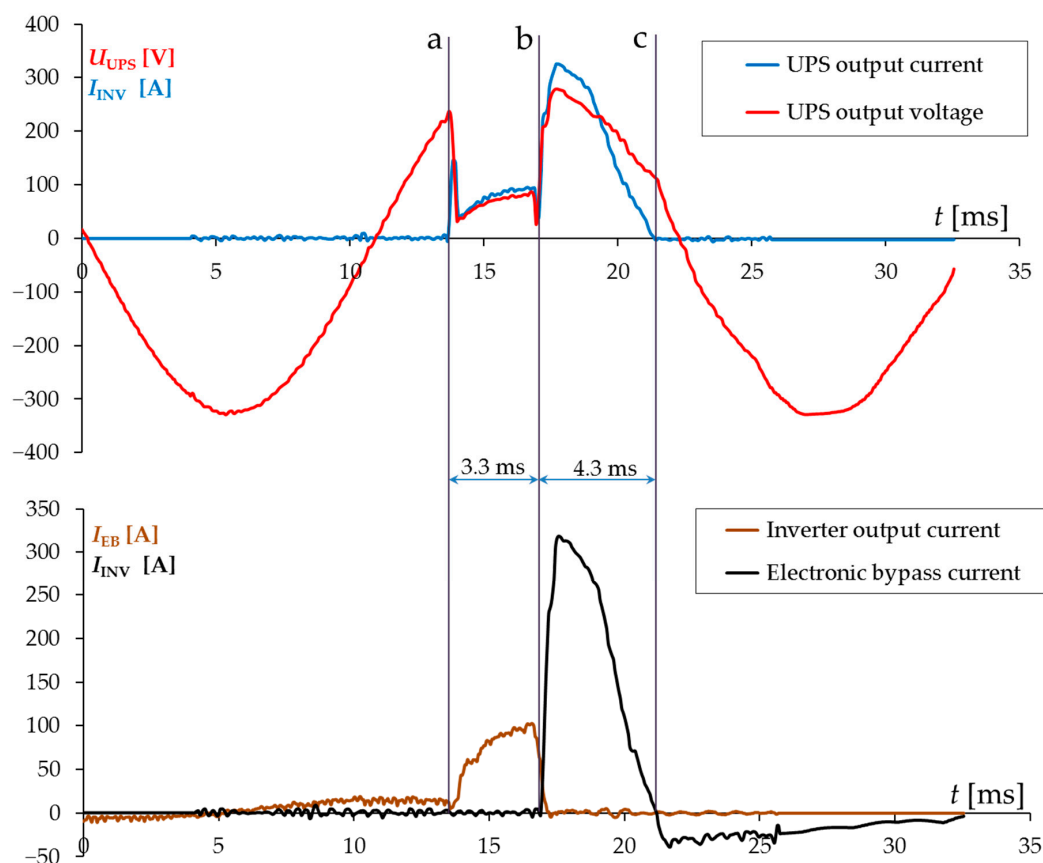 400
300
200
100
0
−100
−200
−300
−400
U_UPS [V]
I_INV [A]
a
b
c
UPS output current
UPS output voltage
t [ms]
0 5 10 15 20 25 30 35
3.3 ms
4.3 ms
350
300
250
200
150
100
50
0
−50
I_EB [A]
I_INV [A]
Inverter output current
Electronic bypass current
t [ms]
0 5 10 15 20 25 30 35